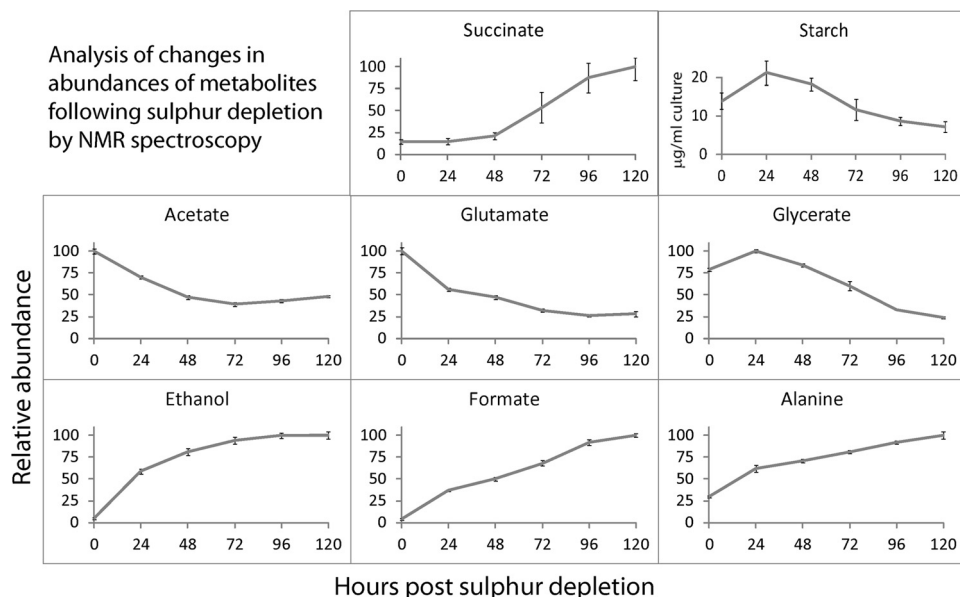 Analysis of changes in
abundances of metabolites
following sulphur depletion
by NMR spectroscopy
Succinate
100
75
50
25
0
0 24 48 72 96 120
Starch
µg/ml culture
20
10
0
0 24 48 72 96 120
Relative abundance
Acetate
100
75
50
25
0
0 24 48 72 96 120
Glutamate
100
75
50
25
0
0 24 48 72 96 120
Glycerate
100
75
50
25
0
0 24 48 72 96 120
Ethanol
100
75
50
25
0
0 24 48 72 96 120
Formate
100
75
50
25
0
0 24 48 72 96 120
Alanine
100
75
50
25
0
0 24 48 72 96 120
Hours post sulphur depletion